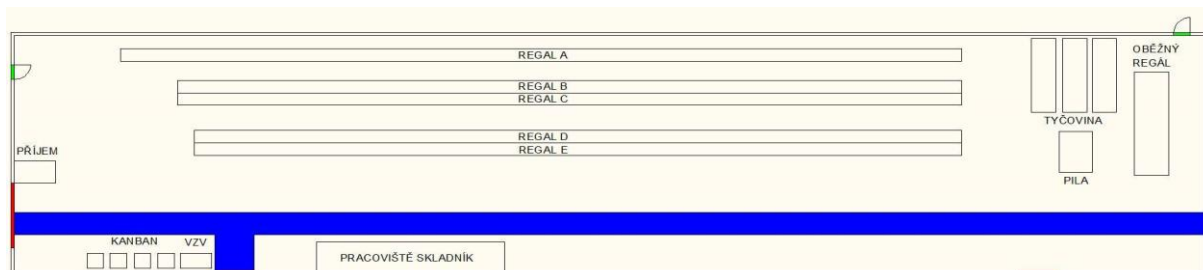 REGAL A
OBĚŽNÝ
REGÁL
REGAL B
REGAL C
TYČOVINA
REGAL D
REGAL E
PŘÍJEM
PILA
KANBAN
VZV
PRACOVIŠTĚ SKLADNÍK